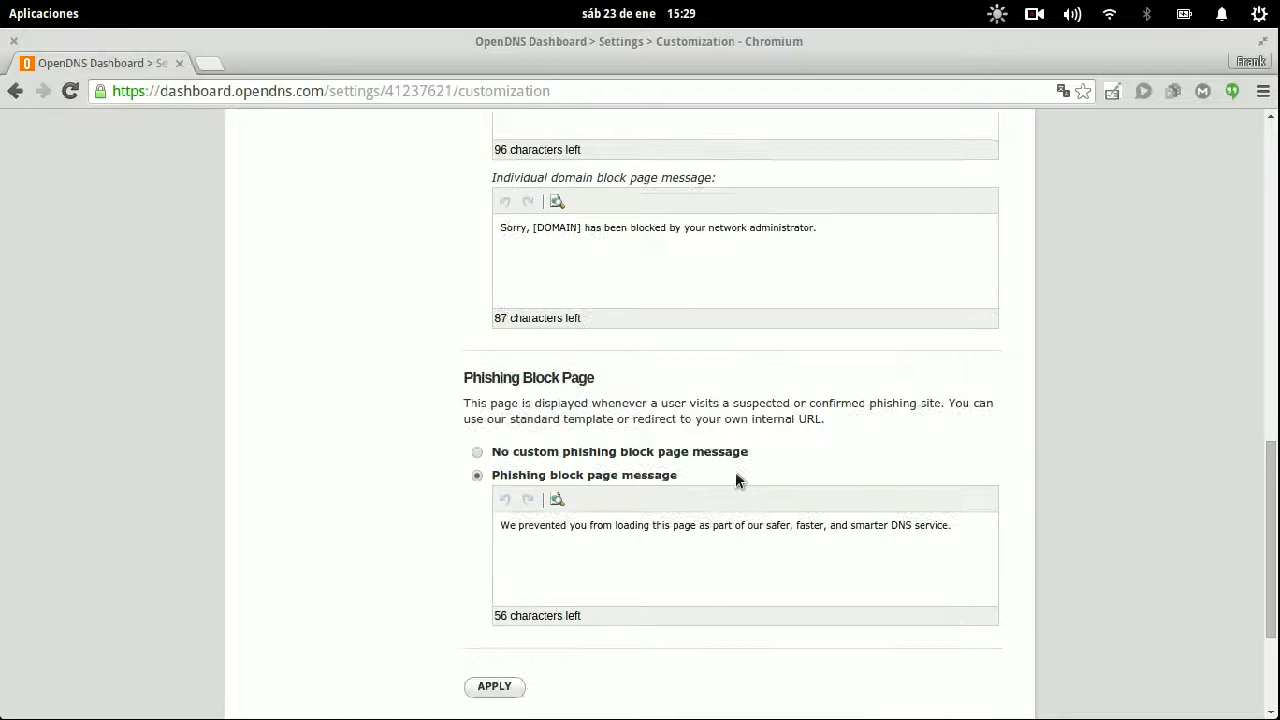 Aplicaciones
sáb 23 de ene 15:29
OpenDNS Dashboard > Settings > Customization - Chromium
OpenDNS Dashboard > Se
Frank
https://dashboard.opendns.com/settings/41237621/customization
96 characters left
Individual domain block page message:
Sorry, [DOMAIN] has been blocked by your network administrator.
87 characters left
Phishing Block Page
This page is displayed whenever a user visits a suspected or confirmed phishing site. You can
use our standard template or redirect to your own internal URL.
No custom phishing block page message
Phishing block page message
We prevented you from loading this page as part of our safer, faster, and smarter DNS service.
56 characters left
APPLY